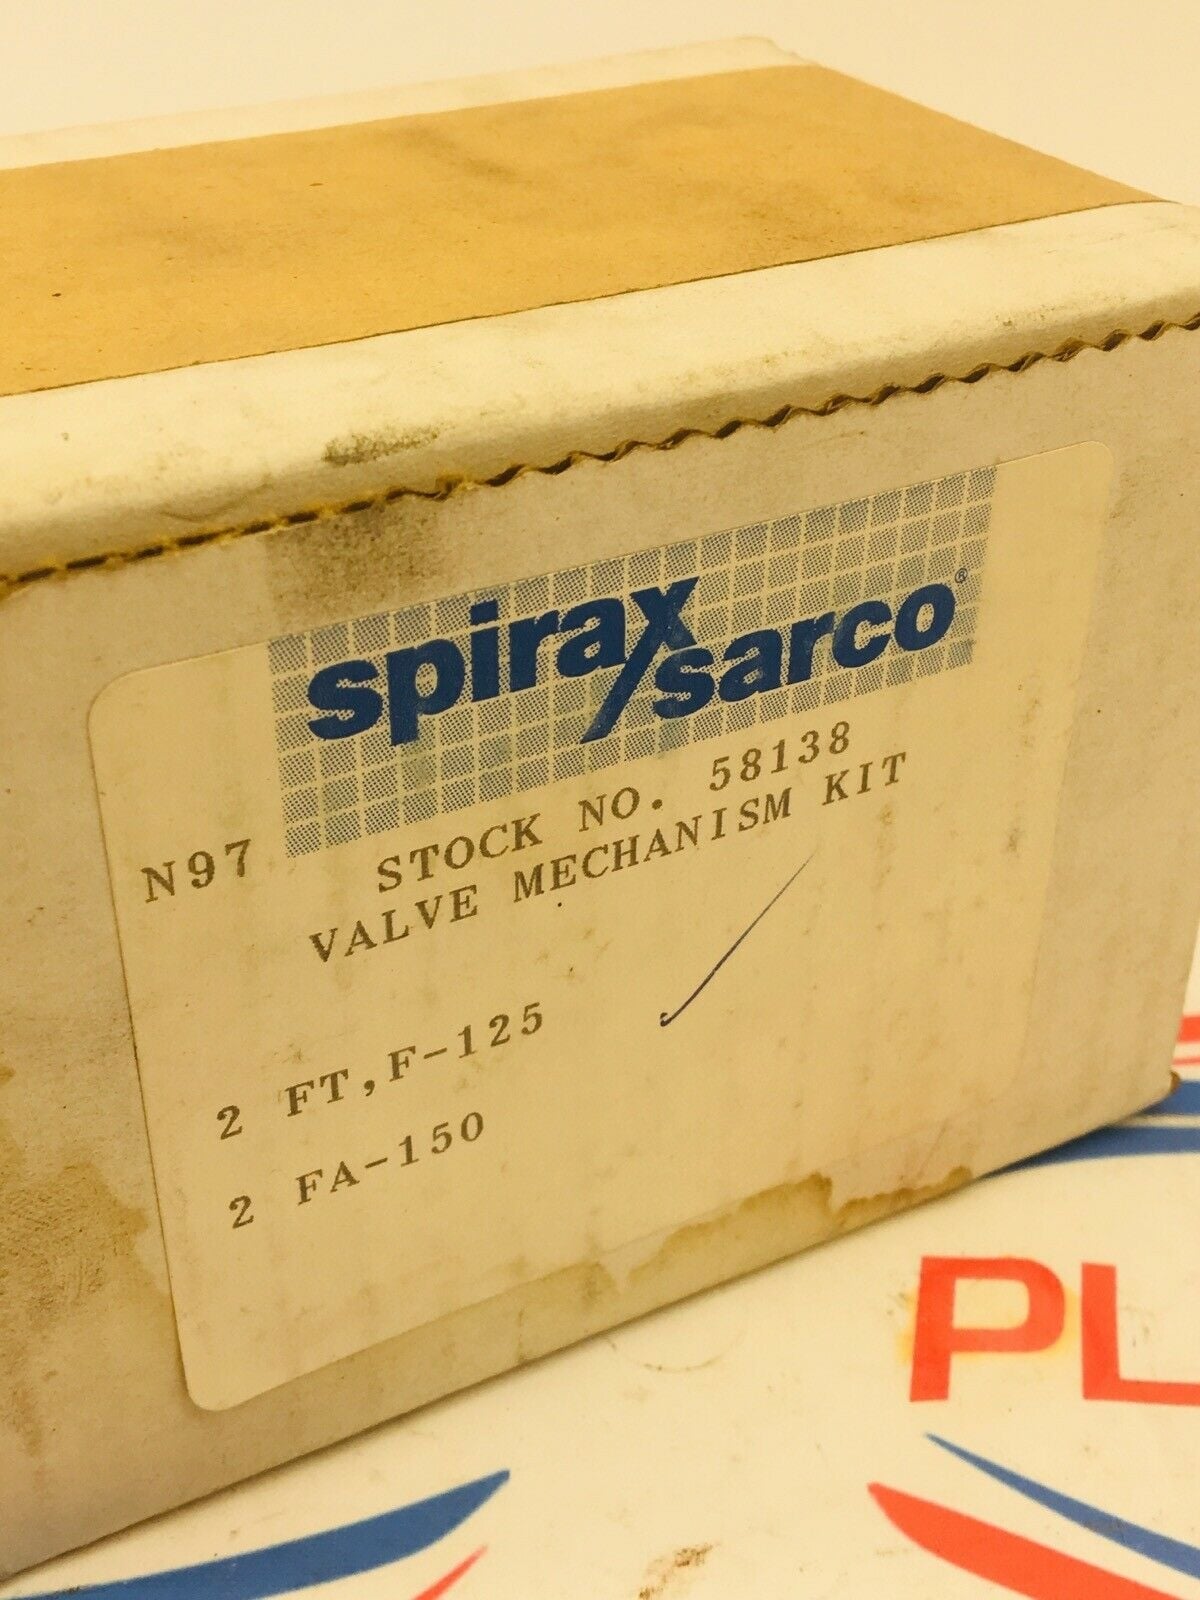 spirax
sarco®
N97
STOCK NO. 58138
VALVE MECHANISM KIT
2 FT,F-125
2 FA-150
PL